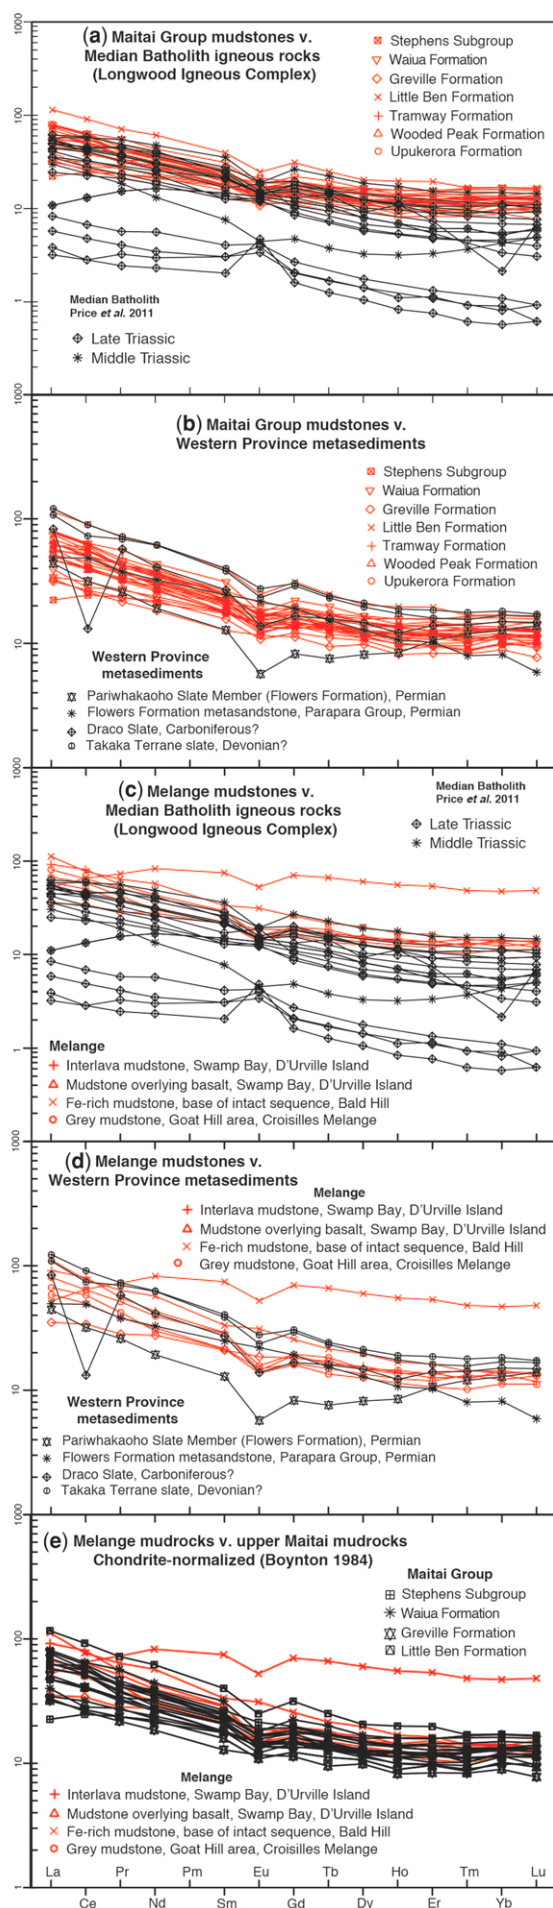 (a) Maitai Group mudstones v.
Median Batholith igneous rocks
(Longwood Igneous Complex)
Stephens Subgroup
Waiua Formation
Greville Formation
Little Ben Formation
Tramway Formation
Wooded Peak Formation
Upukerora Formation
100
10
1
Median Batholith
Price et al. 2011
Late Triassic
Middle Triassic
1000
(b) Maitai Group mudstones v.
Western Province metasediments
Stephens Subgroup
Waiua Formation
Greville Formation
Little Ben Formation
Tramway Formation
Wooded Peak Formation
Upukerora Formation
100
10
Western Province
metasediments
Pariwhakaoho Slate Member (Flowers Formation), Permian
Flowers Formation metasandstone, Parapara Group, Permian
Draco Slate, Carboniferous?
Takaka Terrane slate, Devonian?
1000
(c) Melange mudstones v.
Median Batholith igneous rocks
(Longwood Igneous Complex)
Median Batholith
Price et al. 2011
Late Triassic
Middle Triassic
100
10
1
Melange
Interlava mudstone, Swamp Bay, D'Urville Island
Mudstone overlying basalt, Swamp Bay, D'Urville Island
Fe-rich mudstone, base of intact sequence, Bald Hill
Grey mudstone, Goat Hill area, Croisilles Melange
1000
(d) Melange mudstones v.
Western Province metasediments
Melange
Interlava mudstone, Swamp Bay, D'Urville Island
Mudstone overlying basalt, Swamp Bay, D'Urville Island
Fe-rich mudstone, base of intact sequence, Bald Hill
Grey mudstone, Goat Hill area, Croisilles Melange
100
10
Western Province
metasediments
Pariwhakaoho Slate Member (Flowers Formation), Permian
Flowers Formation metasandstone, Parapara Group, Permian
Draco Slate, Carboniferous?
Takaka Terrane slate, Devonian?
1000
(e) Melange mudrocks v. upper Maitai mudrocks
Chondrite-normalized (Boynton 1984)
Maitai Group
Stephens Subgroup
Waiua Formation
Greville Formation
Little Ben Formation
100
10
1
Melange
Interlava mudstone, Swamp Bay, D'Urville Island
Mudstone overlying basalt, Swamp Bay, D'Urville Island
Fe-rich mudstone, base of intact sequence, Bald Hill
Grey mudstone, Goat Hill area, Croisilles Melange
La Pr Pm Eu Tb Ho Tm Lu
Ce Nd Sm Gd Dy Er Yb